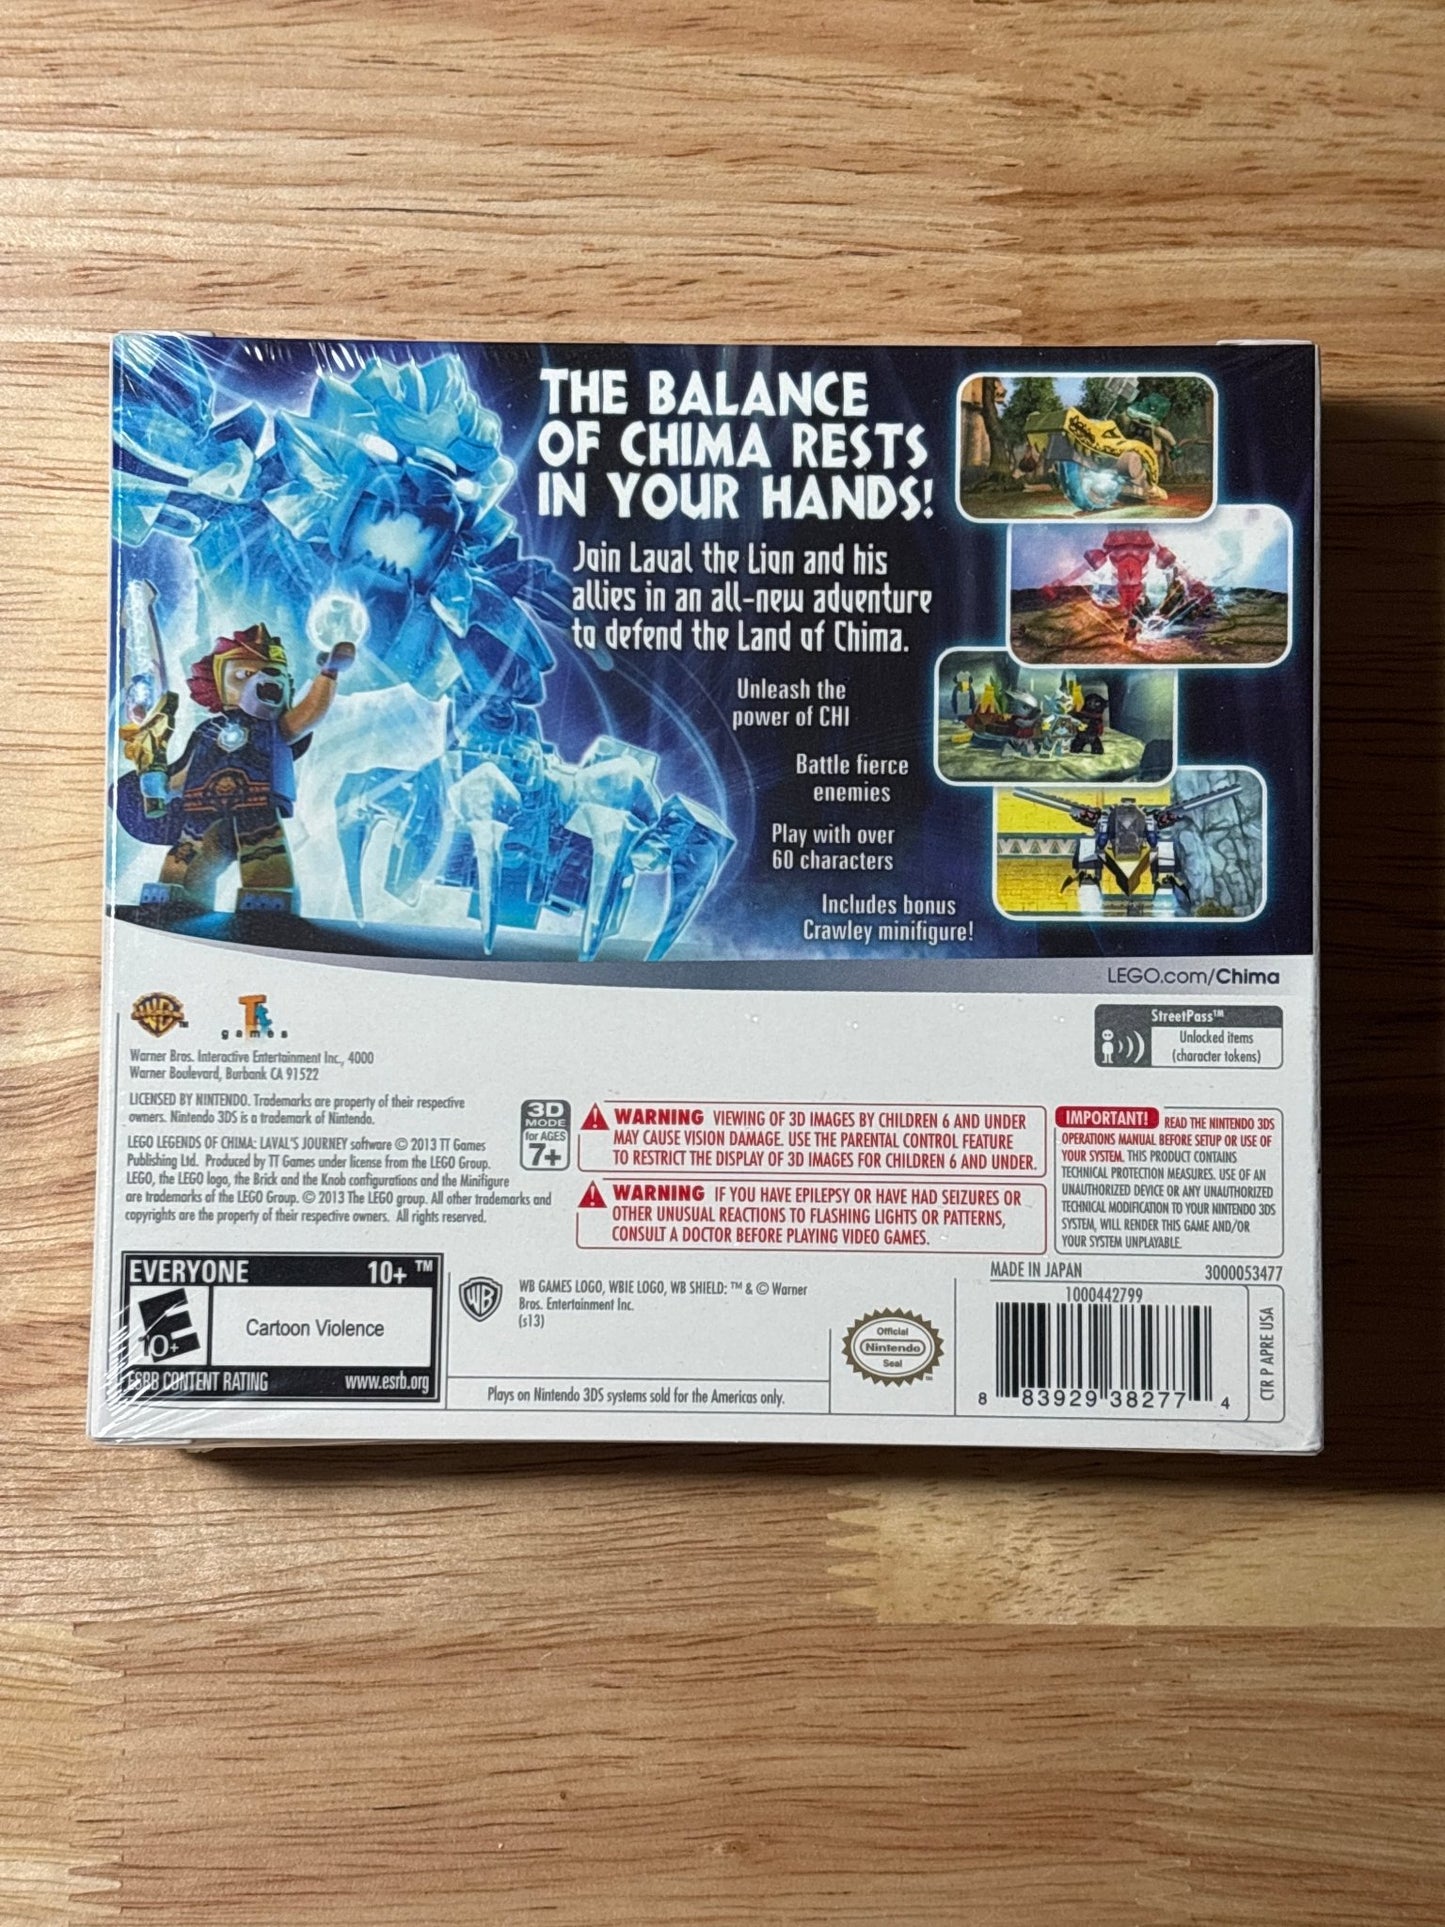 THE BALANCE
OF CHIMA RESTS
IN YOUR HANDS!
Join Laval the Lion and his
allies in an all-new adventure
to defend the Land of Chima.
Unleash the
power of CHI
Battle fierce
enemies
Play with over
60 characters
Includes bonus
Crawley minifigure!
LEGO.com/Chima
WB TM
Tt
games
Warner Bros. Interactive Entertainment Inc., 4000
Warner Boulevard, Burbank CA 91522
LICENSED BY NINTENDO. Trademarks are property of their respective
owners. Nintendo 3DS is a trademark of Nintendo.
LEGO LEGENDS OF CHIMA: LAVAL'S JOURNEY software © 2013 TT Games
Publishing Ltd. Produced by TT Games under license from the LEGO Group.
LEGO, the LEGO logo, the Brick and the Knob configurations and the Minifigure
are trademarks of the LEGO Group. © 2013 The LEGO group. All other trademarks and
copyrights are the property of their respective owners. All rights reserved.
StreetPass™
Unlocked items
(character tokens)
3D
MODE
for AGES
7+
WARNING VIEWING OF 3D IMAGES BY CHILDREN 6 AND UNDER
MAY CAUSE VISION DAMAGE. USE THE PARENTAL CONTROL FEATURE
TO RESTRICT THE DISPLAY OF 3D IMAGES FOR CHILDREN 6 AND UNDER.
WARNING IF YOU HAVE EPILEPSY OR HAVE HAD SEIZURES OR
OTHER UNUSUAL REACTIONS TO FLASHING LIGHTS OR PATTERNS,
CONSULT A DOCTOR BEFORE PLAYING VIDEO GAMES.
IMPORTANT! READ THE NINTENDO 3DS
OPERATIONS MANUAL BEFORE SETUP OR USE OF
YOUR SYSTEM. THIS PRODUCT CONTAINS
TECHNICAL PROTECTION MEASURES. USE OF AN
UNAUTHORIZED DEVICE OR ANY UNAUTHORIZED
TECHNICAL MODIFICATION TO YOUR NINTENDO 3DS
SYSTEM, WILL RENDER THIS GAME AND/OR
YOUR SYSTEM UNPLAYABLE.
EVERYONE 10+ ™
E
10+
Cartoon Violence
ESRB CONTENT RATING www.esrb.org
WB
WB GAMES LOGO, WBIE LOGO, WB SHIELD: ™ & © Warner
Bros. Entertainment Inc.
(s13)
Plays on Nintendo 3DS systems sold for the Americas only.
Official
Nintendo
Seal
MADE IN JAPAN 3000053477
1000442799
8 83929 38277 4
CTR P APRE USA